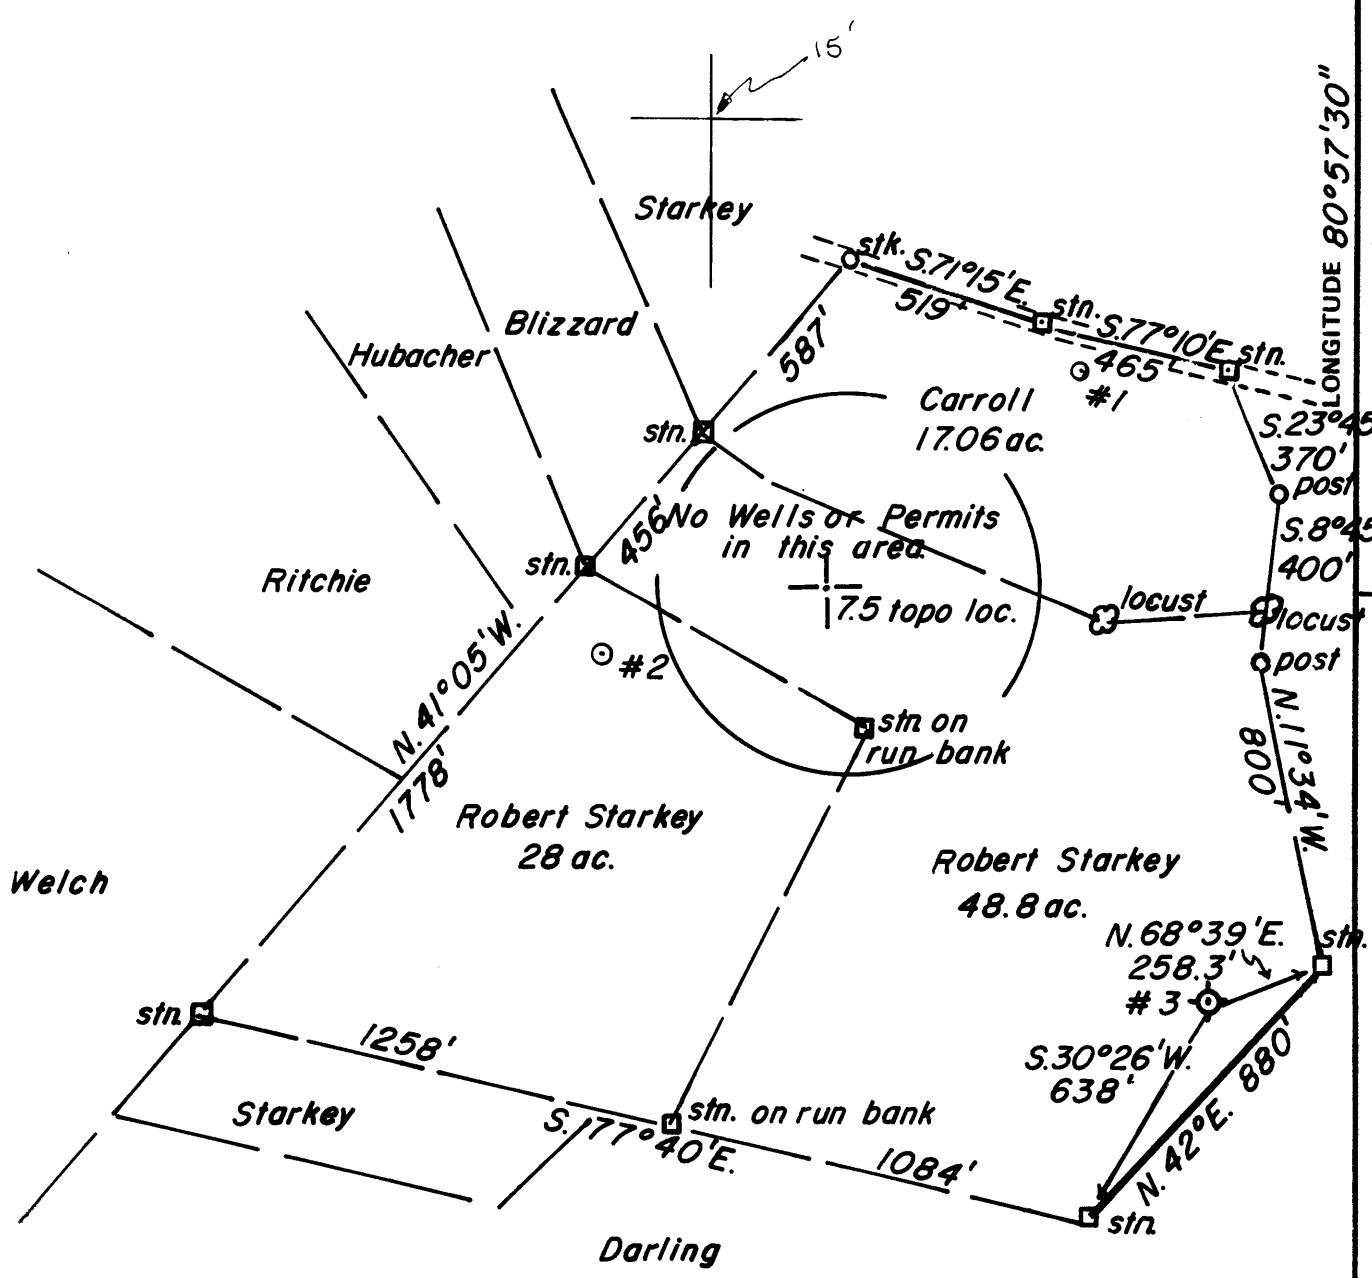 15'
LONGITUDE 80°57'30"
Starkey
stk.
S.71°15'E.
519'
stn.
S.77°10'E.
465'
stn.
Blizzard
587'
Hubacher
#1
Carroll
17.06 ac.
S.23°45
370'
stn.
post
456'
No Wells or Permits
in this area.
S.8°45
400'
stn.
Ritchie
7.5 topo loc.
locust
locust
#2
post
N. 41°05'W.
1778'
stn. on
run bank
N.11°34'W.
800'
Robert Starkey
28 ac.
Robert Starkey
48.8 ac.
Welch
N.68°39'E.
258.3'
stn.
#3
stn.
1258'
S.30°26'W.
638'
N. 42°E. 880'
Starkey
stn. on run bank
S. 77°40'E.
1084'
stn.
Darling